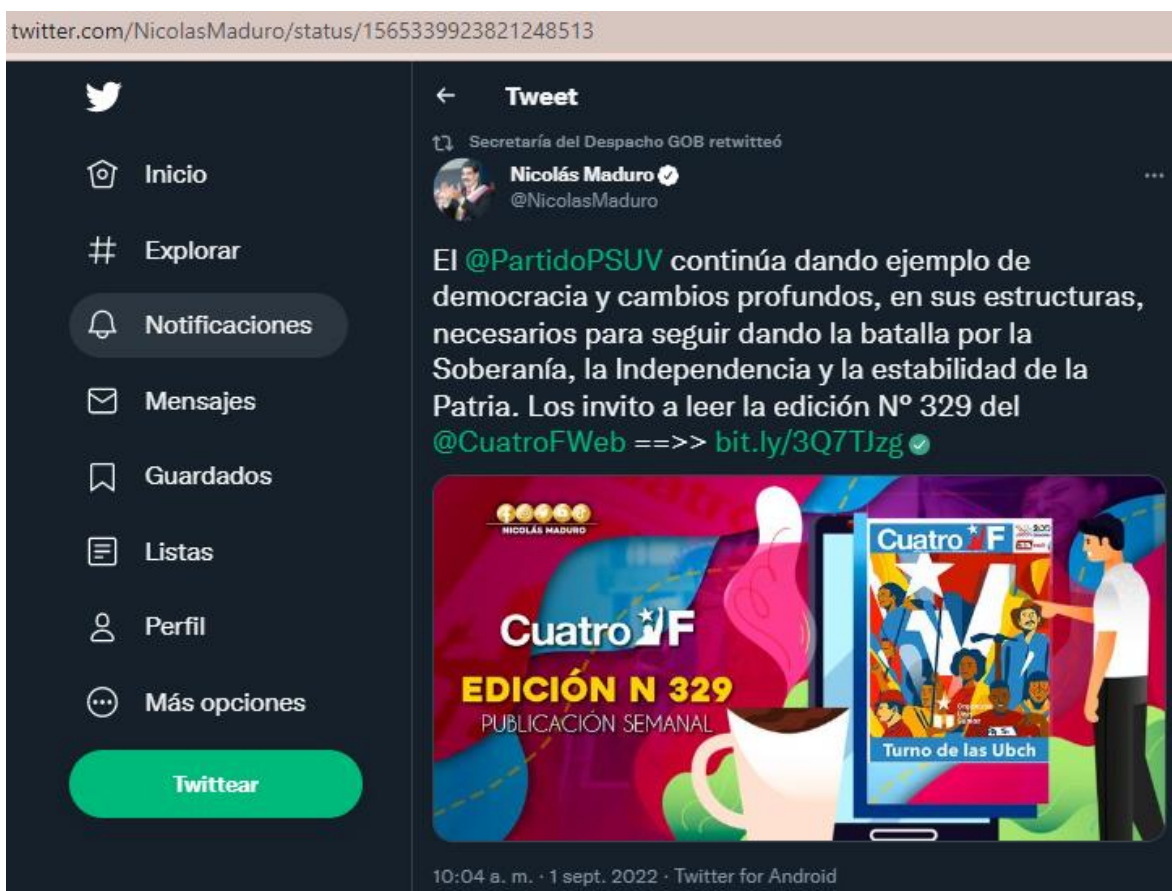 twitter.com/NicolasMaduro/status/1565339923821248513
Inicio
Explorar
Notificaciones
Mensajes
Guardados
Listas
Perfil
Más opciones
Twittear
Tweet
Secretaría del Despacho GOB retwitteó
Nicolás Maduro
@NicolasMaduro
El @PartidoPSUV continúa dando ejemplo de
democracia y cambios profundos, en sus estructuras,
necesarios para seguir dando la batalla por la
Soberanía, la Independencia y la estabilidad de la
Patria. Los invito a leer la edición Nº 329 del
@CuatroFWeb ==>> bit.ly/3Q7TJzg
NICOLÁS MADURO
Cuatro F
EDICIÓN N 329
PUBLICACIÓN SEMANAL
Cuatro F
Turno de las Ubch
10:04 a. m. · 1 sept. 2022 · Twitter for Android